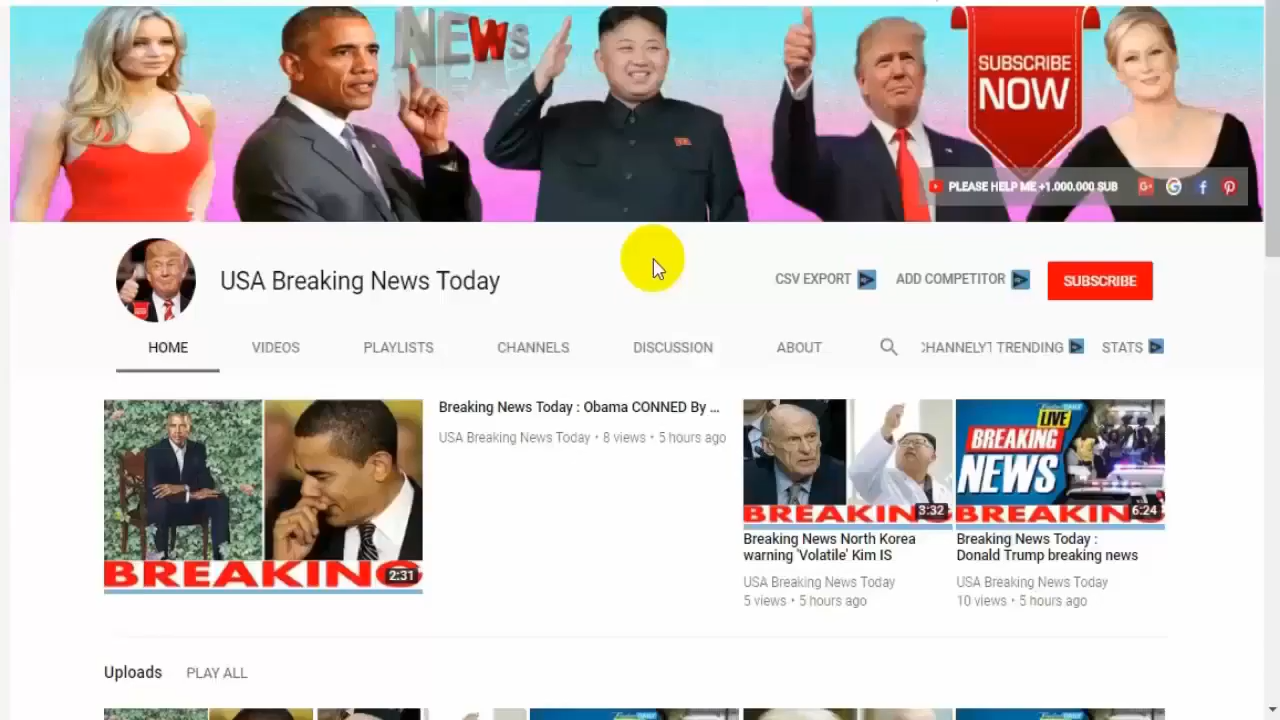 NEWS
SUBSCRIBE
NOW
PLEASE HELP ME +1.000.000 SUB
USA Breaking News Today
CSV EXPORT
ADD COMPETITOR
SUBSCRIBE
HOME
VIDEOS
PLAYLISTS
CHANNELS
DISCUSSION
ABOUT
TRENDING
STATS
BREAKING
2:31
Breaking News Today : Obama CONNED By ...
USA Breaking News Today • 8 views • 5 hours ago
BREAKIN
3:32
Breaking News North Korea
warning 'Volatile' Kim IS
USA Breaking News Today
5 views • 5 hours ago
LIVE
BREAKING
NEWS
BREAKIN
6:24
Breaking News Today :
Donald Trump breaking news
USA Breaking News Today
10 views • 5 hours ago
Uploads
PLAY ALL